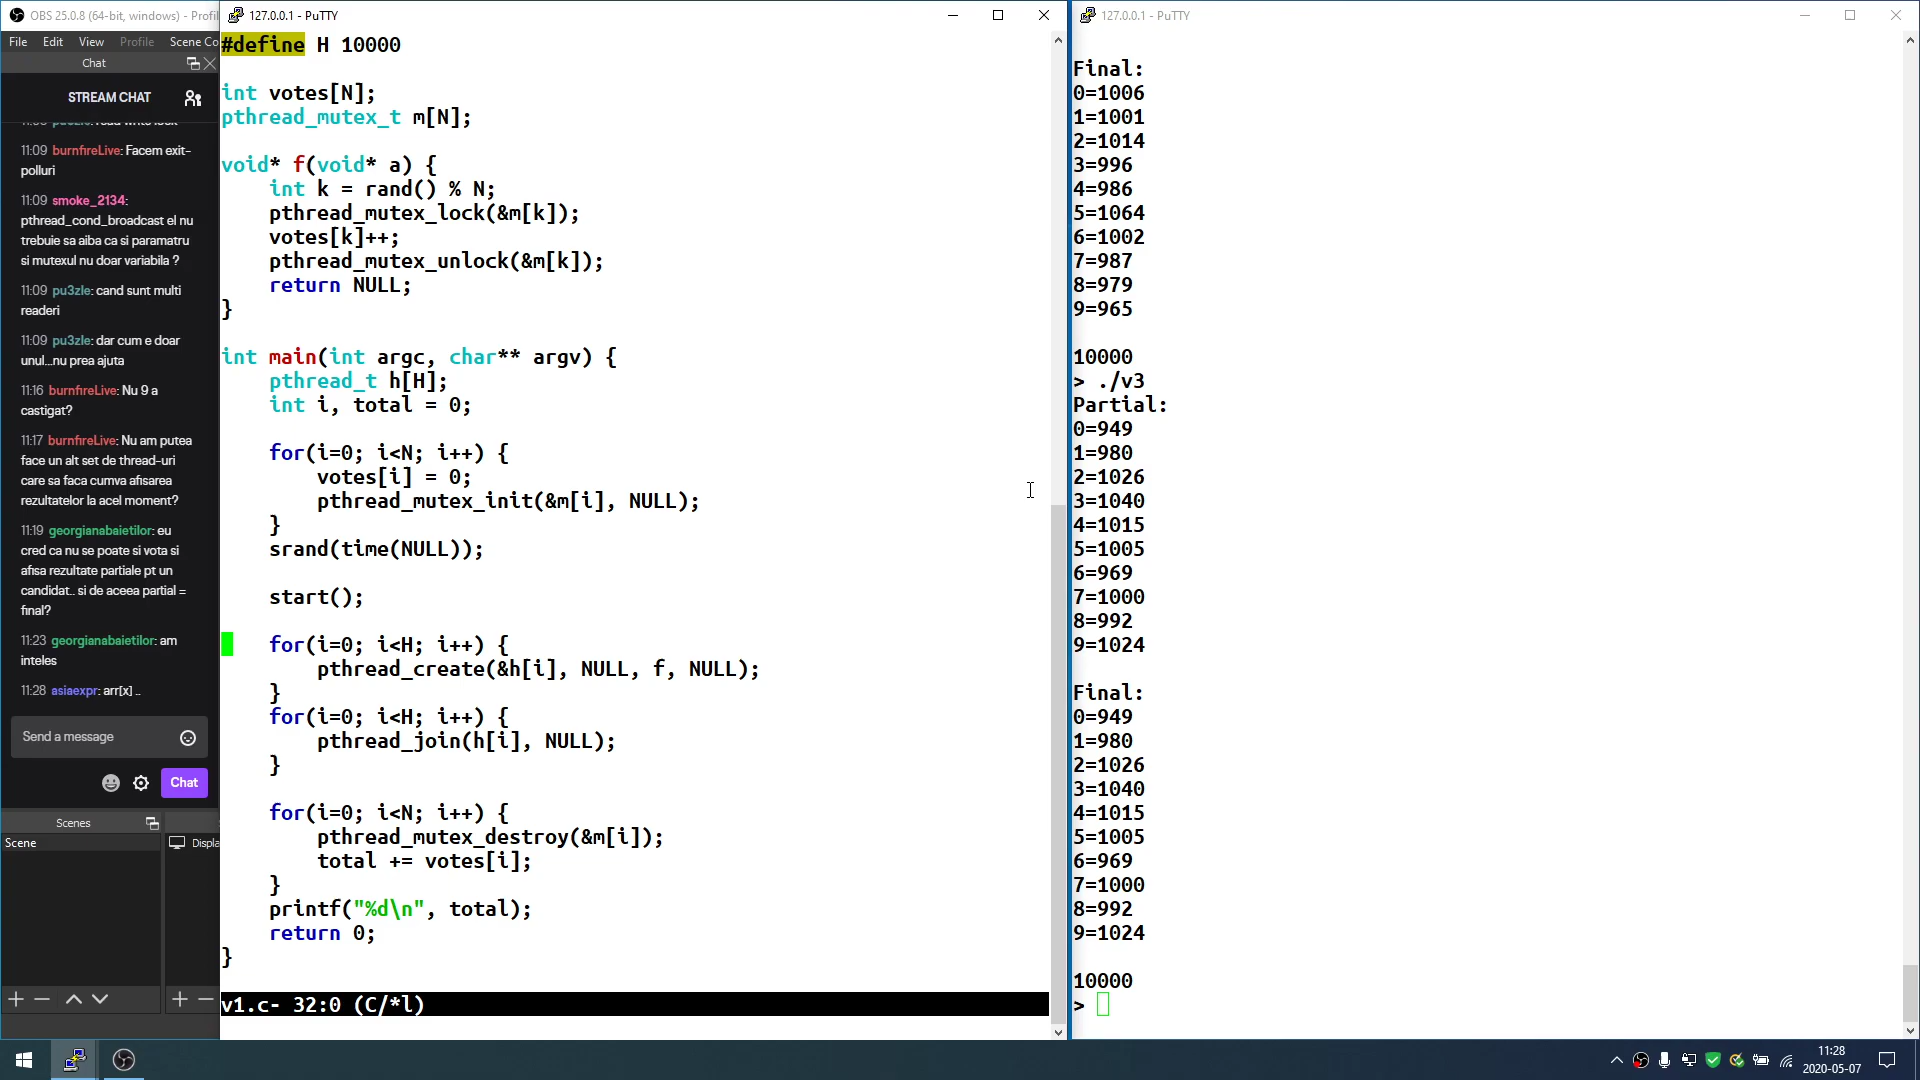 OBS 25.0.8 (64-bit, windows) - Profil
File Edit View Profile Scene Co
Chat
STREAM CHAT
11:09 burnfireLive: Facem exit-
polluri
11:09 smoke_2134:
pthread_cond_broadcast el nu
trebuie sa aiba ca si paramatru
si mutexul nu doar variabila ?
11:09 pu3zle: cand sunt multi
readeri
11:09 pu3zle: dar cum e doar
unul...nu prea ajuta
11:16 burnfireLive: Nu 9 a
castigat?
11:17 burnfireLive: Nu am putea
face un alt set de thread-uri
care sa faca cumva afisarea
rezultatelor la acel moment?
11:19 georgianabaietilor: eu
cred ca nu se poate si vota si
afisa rezultate partiale pt un
candidat.. si de aceea partial =
final?
11:23 georgianabaietilor: am
inteles
11:28 asiaexpr: arr[x] ..
Send a message
Chat
Scenes
Scene
Displa
127.0.0.1 - PuTTY
#define H 10000
int votes[N];
pthread_mutex_t m[N];
void* f(void* a) {
    int k = rand() % N;
    pthread_mutex_lock(&m[k]);
    votes[k]++;
    pthread_mutex_unlock(&m[k]);
    return NULL;
}
int main(int argc, char** argv) {
    pthread_t h[H];
    int i, total = 0;
    for(i=0; i<N; i++) {
        votes[i] = 0;
        pthread_mutex_init(&m[i], NULL);
    }
    srand(time(NULL));
    start();
    for(i=0; i<H; i++) {
        pthread_create(&h[i], NULL, f, NULL);
    }
    for(i=0; i<H; i++) {
        pthread_join(h[i], NULL);
    }
    for(i=0; i<N; i++) {
        pthread_mutex_destroy(&m[i]);
        total += votes[i];
    }
    printf("%d\n", total);
    return 0;
}
v1.c- 32:0 (C/*l)
127.0.0.1 - PuTTY
Final:
0=1006
1=1001
2=1014
3=996
4=986
5=1064
6=1002
7=987
8=979
9=965
10000
> ./v3
Partial:
0=949
1=980
2=1026
3=1040
4=1015
5=1005
6=969
7=1000
8=992
9=1024
Final:
0=949
1=980
2=1026
3=1040
4=1015
5=1005
6=969
7=1000
8=992
9=1024
10000
>
11:28
2020-05-07